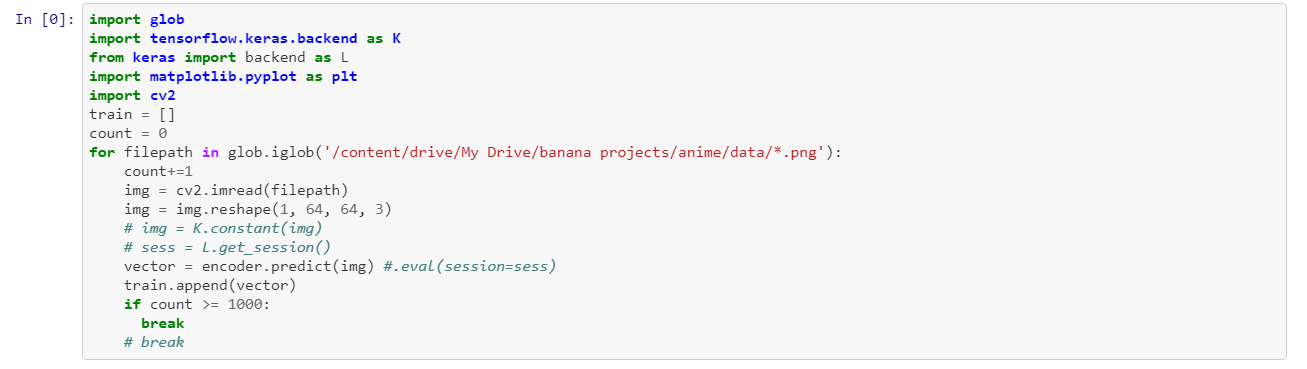 In [0]: import glob
import tensorflow.keras.backend as K
from keras import backend as L
import matplotlib.pyplot as plt
import cv2
train = []
count = 0
for filepath in glob.iglob('/content/drive/My Drive/banana projects/anime/data/*.png'):
    count+=1
    img = cv2.imread(filepath)
    img = img.reshape(1, 64, 64, 3)
    # img = K.constant(img)
    # sess = L.get_session()
    vector = encoder.predict(img) #.eval(session=sess)
    train.append(vector)
    if count >= 1000:
      break
    # break